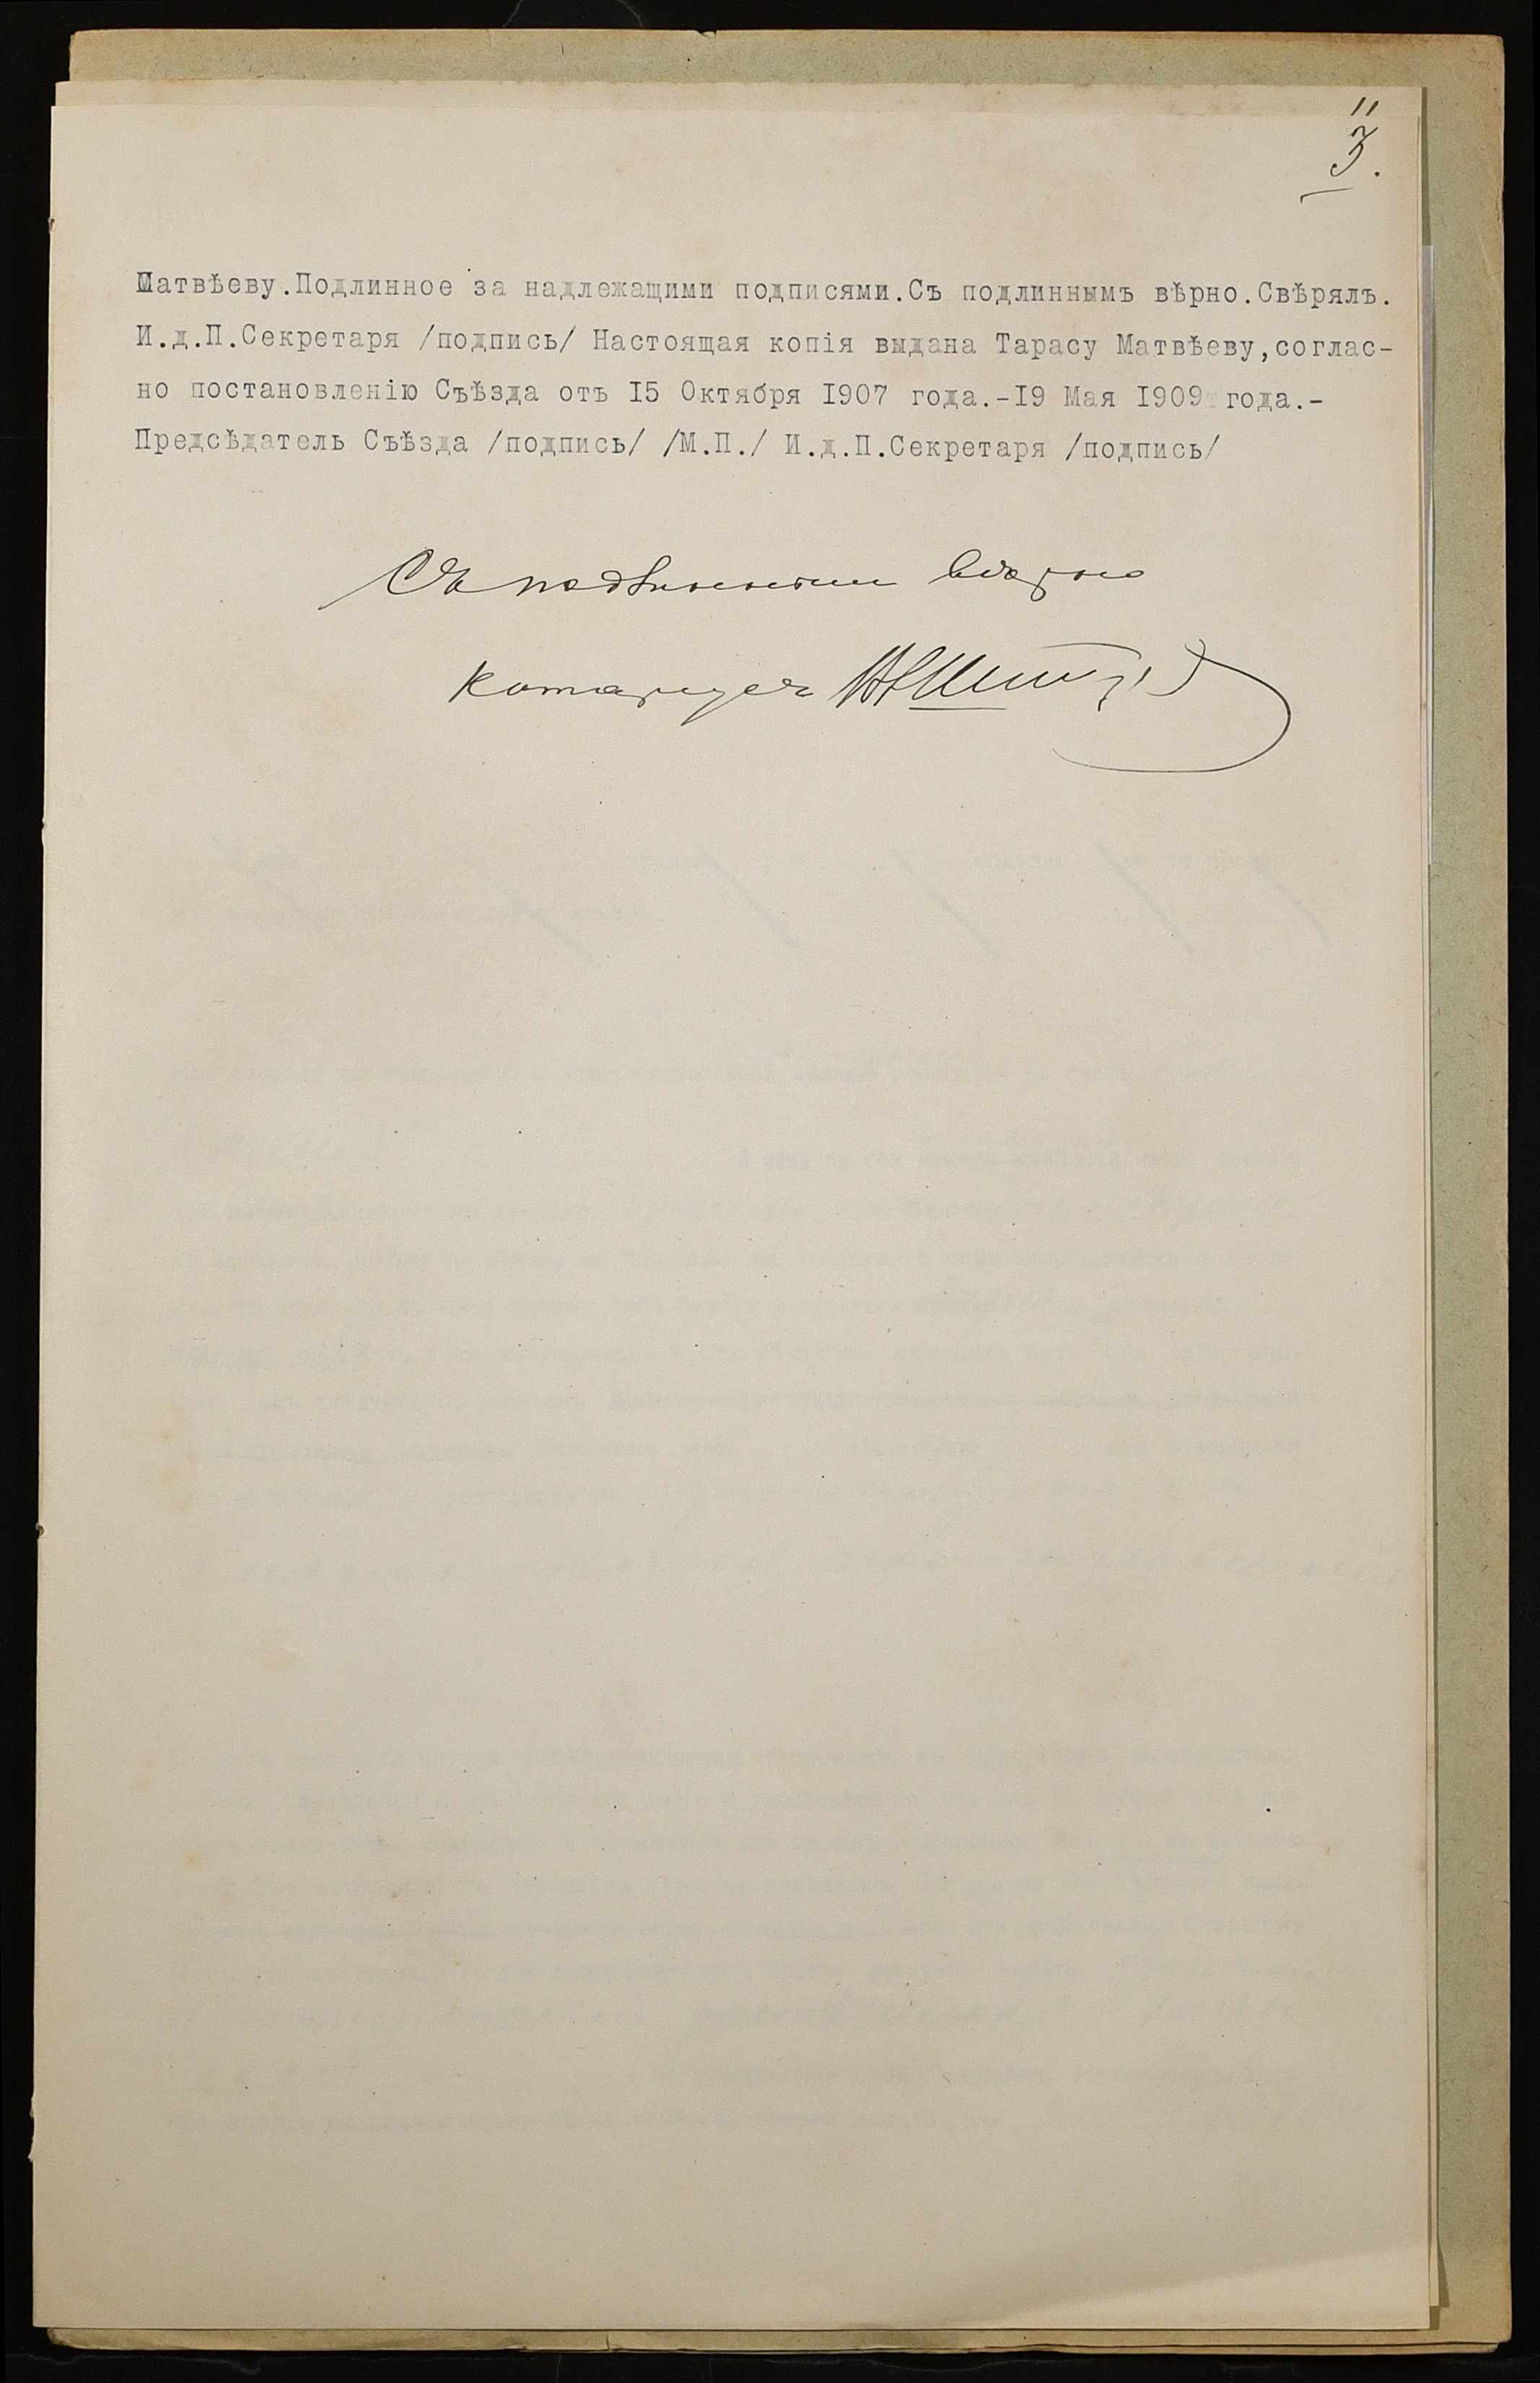 11
3.
Матвѣеву.Подлинное за надлежащими подписями.Съ подлиннымъ вѣрно.Свѣрялъ.
И.д.П.Секретаря /подпись/ Настоящая копія выдана Тарасу Матвѣеву,соглас-
но постановленію Съѣзда отъ 15 Октября 1907 года.-19 Мая 1909 года.-
Предсѣдатель Съѣзда /подпись/ /М.П./ И.д.П.Секретаря /подпись/
Съ подлиннымъ вѣрно
Нотаріусъ